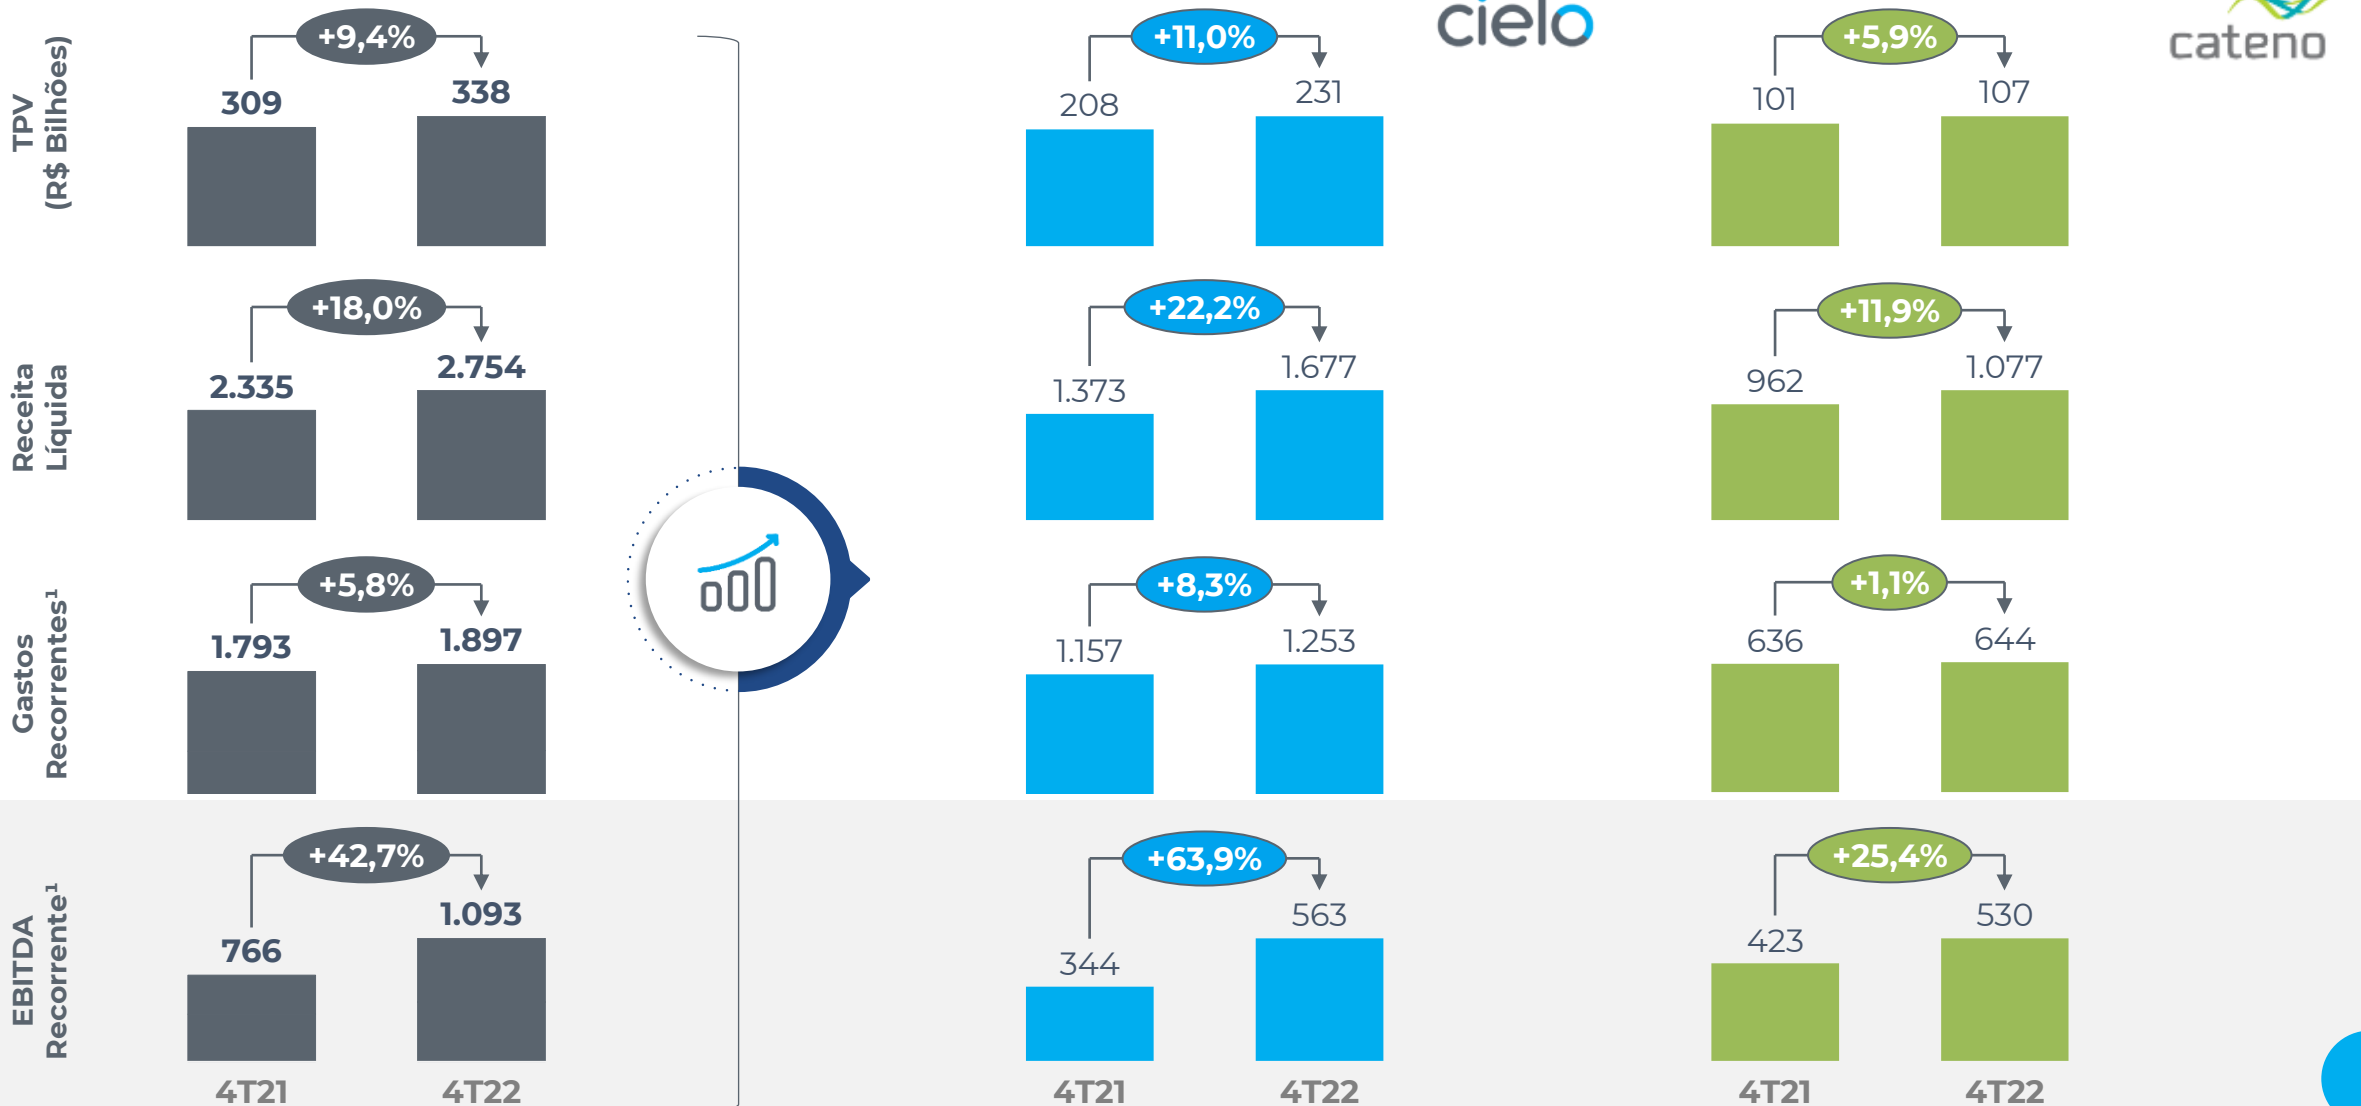 cielo
cateno
TPV
(R$ Bilhões)
+9,4%
309
338
+11,0%
208
231
+5,9%
101
107
Receita
Líquida
+18,0%
2.335
2.754
+22,2%
1.373
1.677
+11,9%
962
1.077
Gastos
Recorrentes¹
+5,8%
1.793
1.897
+8,3%
1.157
1.253
+1,1%
636
644
EBITDA
Recorrente¹
+42,7%
766
1.093
+63,9%
344
563
+25,4%
423
530
4T21
4T22
4T21
4T22
4T21
4T22